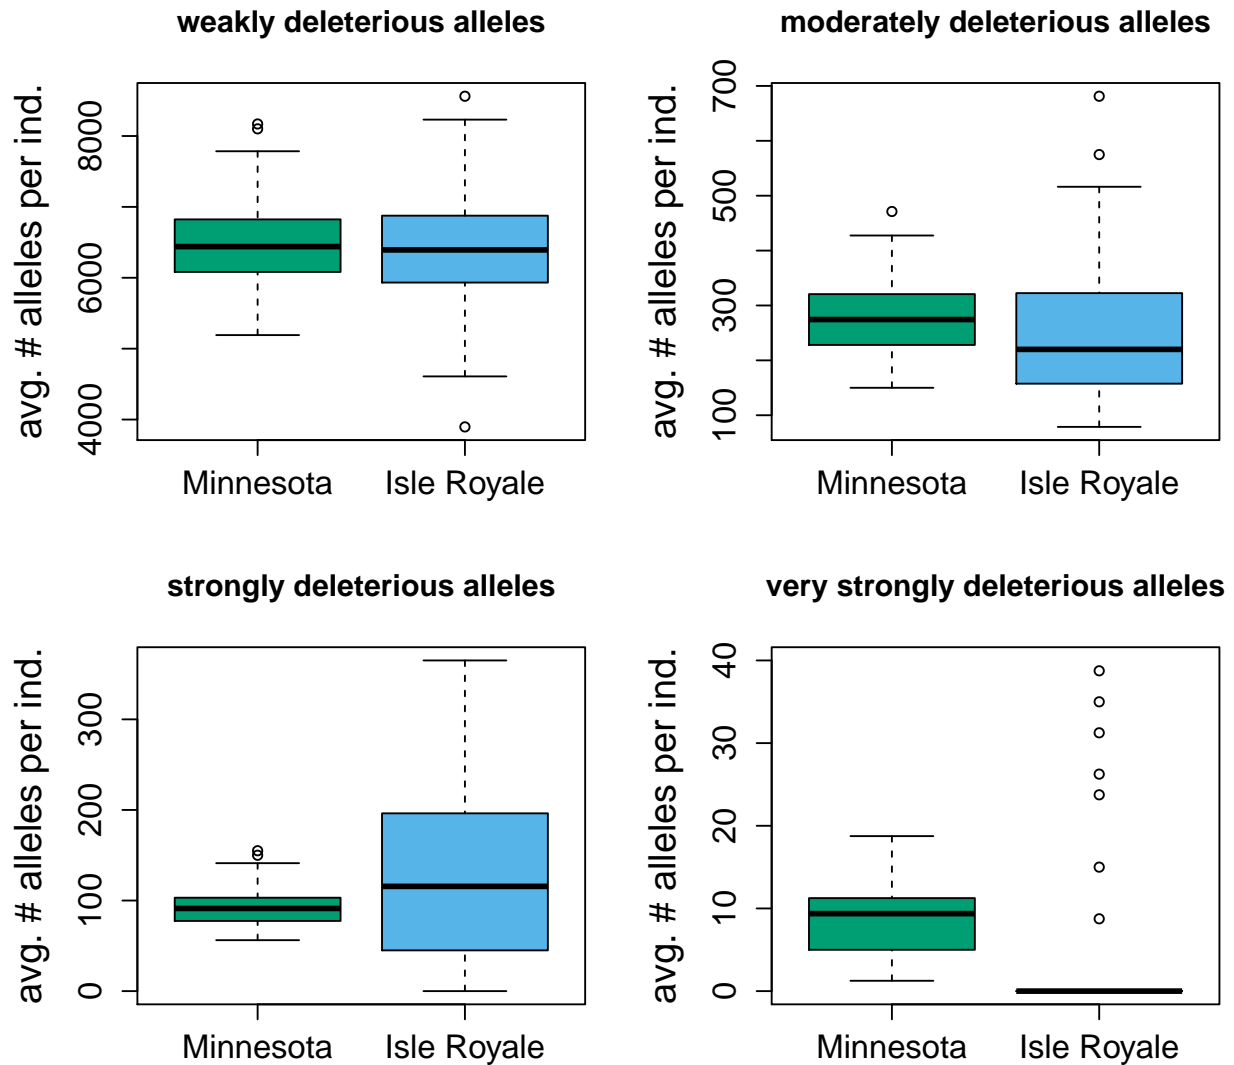 weakly deleterious alleles
avg. # alleles per ind.
8000
6000
4000
Minnesota
Isle Royale
moderately deleterious alleles
avg. # alleles per ind.
700
500
300
100
Minnesota
Isle Royale
strongly deleterious alleles
avg. # alleles per ind.
300
200
100
0
Minnesota
Isle Royale
very strongly deleterious alleles
avg. # alleles per ind.
40
30
20
10
0
Minnesota
Isle Royale